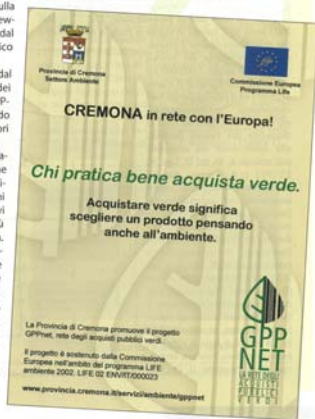 Provincia di Cremona
Settore Ambiente
Commissione Europea
Programma Life
CREMONA in rete con l'Europa!
Chi pratica bene acquista verde.
Acquistare verde significa
scegliere un prodotto pensando
anche all'ambiente.
La Provincia di Cremona promuove il progetto
GPPnet, rete degli acquisti pubblici verdi
Il progetto è sostenuto dalla Commissione
Europea nell'ambito del programma LIFE
ambiente 2002. LIFE 02 ENV/IT/000023
www.provincia.cremona.it/servizi/ambiente/gppnet
GPP
NET
LA RETE DEGLI
ACQUISTI
PUBBLICI
VERDI